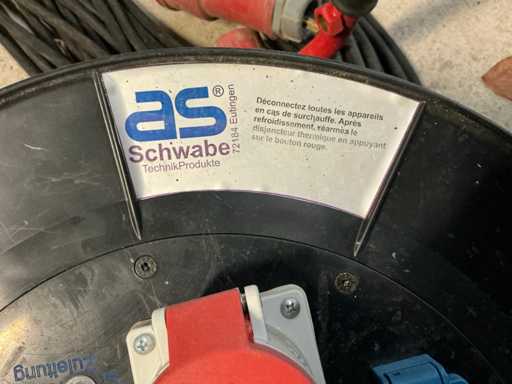 as®
Schwabe
TechnikProdukte
72184 Eutingen
Déconnectez toutes les appareils
en cas de surchauffe. Après
refroidissement, réarmez le
disjoncteur thermique en appuyant
sur le bouton rouge.
Zuleitung